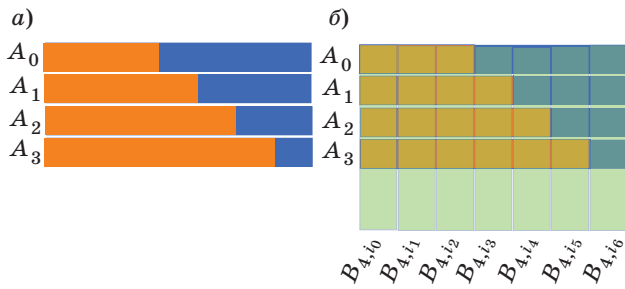 а) б)
A₀ A₀
A₁ A₁
A₂ A₂
A₃ A₃
B₄,ᵢ₀ B₄,ᵢ₁ B₄,ᵢ₂ B₄,ᵢ₃ B₄,ᵢ₄ B₄,ᵢ₅ B₄,ᵢ₆